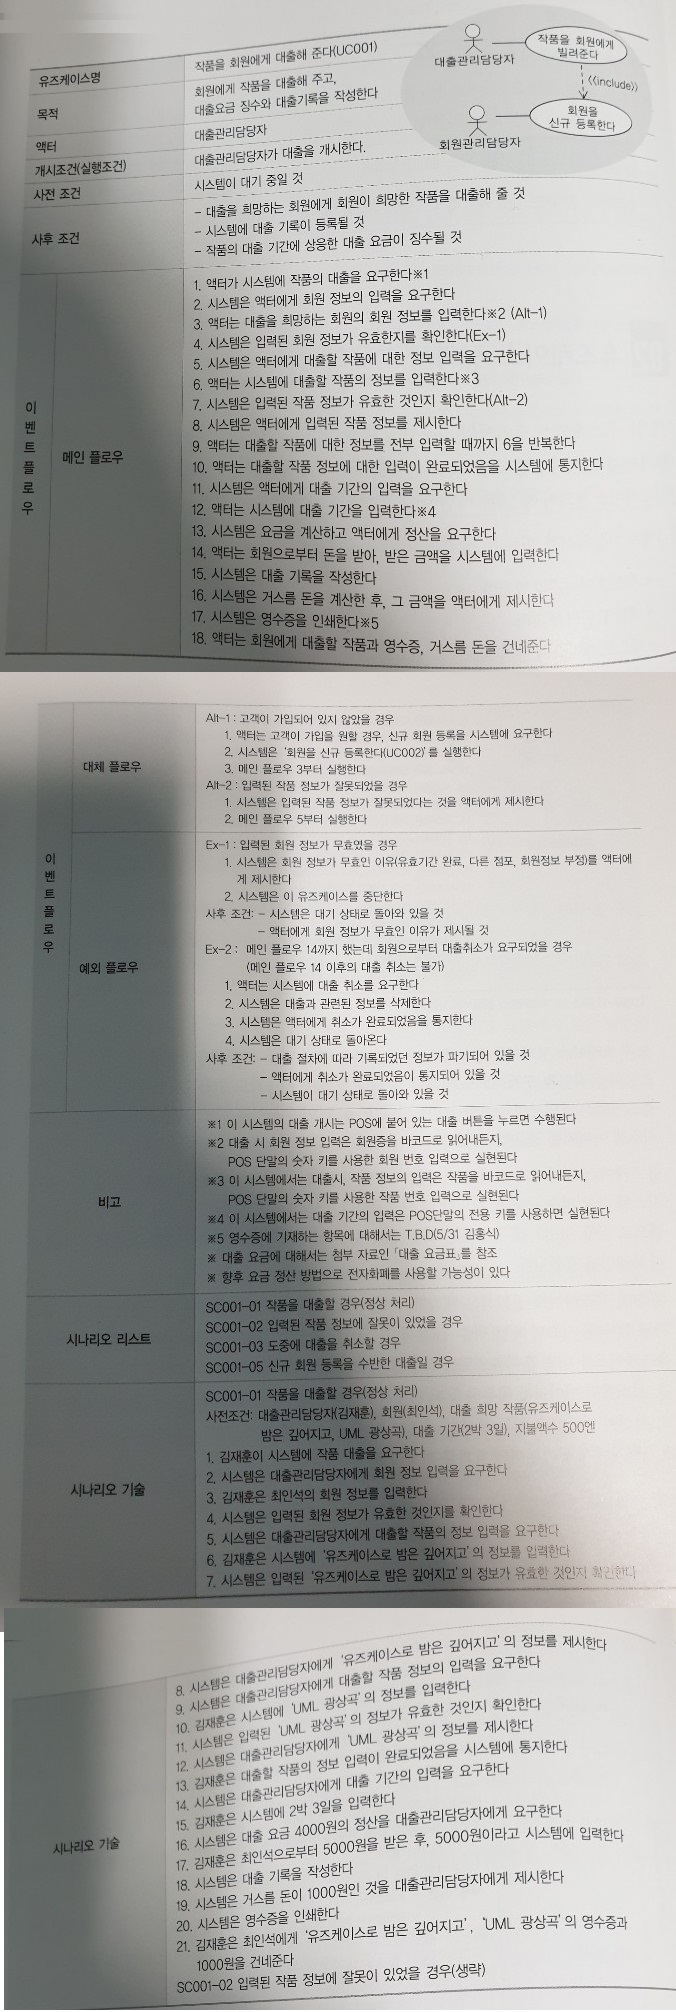 유즈케이스명
작품을 회원에게 대출해 준다(UC001)
목적
회원에게 작품을 대출해 주고,
대출요금 징수와 대출기록을 작성한다
액터
대출관리담당자
개시조건(실행조건)
대출관리담당자가 대출을 개시한다.
사전 조건
시스템이 대기 중일 것
사후 조건
- 대출을 희망하는 회원에게 회원이 희망한 작품을 대출해 줄 것
- 시스템에 대출 기록이 등록될 것
- 작품의 대출 기간에 상응한 대출 요금이 징수될 것
대출관리담당자
작품을 회원에게
빌려준다
《include》
회원을
신규 등록한다
회원관리담당자
이벤트플로우
메인 플로우
1. 액터가 시스템에 작품의 대출을 요구한다※1
2. 시스템은 액터에게 회원 정보의 입력을 요구한다
3. 액터는 대출을 희망하는 회원의 회원 정보를 입력한다※2 (Alt-1)
4. 시스템은 입력된 회원 정보가 유효한지를 확인한다(Ex-1)
5. 시스템은 액터에게 대출할 작품에 대한 정보 입력을 요구한다
6. 액터는 시스템에 대출할 작품의 정보를 입력한다※3
7. 시스템은 입력된 작품 정보가 유효한 것인지 확인한다(Alt-2)
8. 시스템은 액터에게 입력된 작품 정보를 제시한다
9. 액터는 대출할 작품에 대한 정보를 전부 입력할 때까지 6을 반복한다
10. 액터는 대출할 작품 정보에 대한 입력이 완료되었음을 시스템에 통지한다
11. 시스템은 액터에게 대출 기간의 입력을 요구한다
12. 액터는 시스템에 대출 기간을 입력한다※4
13. 시스템은 요금을 계산하고 액터에게 정산을 요구한다
14. 액터는 회원으로부터 돈을 받아, 받은 금액을 시스템에 입력한다
15. 시스템은 대출 기록을 작성한다
16. 시스템은 거스름 돈을 계산한 후, 그 금액을 액터에게 제시한다
17. 시스템은 영수증을 인쇄한다※5
18. 액터는 회원에게 대출할 작품과 영수증, 거스름 돈을 건네준다
이벤트플로우
대체 플로우
Alt-1 : 고객이 가입되어 있지 않았을 경우
1. 액터는 고객이 가입을 원할 경우, 신규 회원 등록을 시스템에 요구한다
2. 시스템은 '회원을 신규 등록한다(UC002)'를 실행한다
3. 메인 플로우 3부터 실행한다
Alt-2 : 입력된 작품 정보가 잘못되었을 경우
1. 시스템은 입력된 작품 정보가 잘못되었다는 것을 액터에게 제시한다
2. 메인 플로우 5부터 실행한다
예외 플로우
Ex-1 : 입력된 회원 정보가 무효였을 경우
1. 시스템은 회원 정보가 무효인 이유(유효기간 완료, 다른 점포, 회원정보 부정)를 액터에
게 제시한다
2. 시스템은 이 유즈케이스를 중단한다
사후 조건: - 시스템은 대기 상태로 돌아와 있을 것
- 액터에게 회원 정보가 무효인 이유가 제시될 것
Ex-2 : 메인 플로우 14까지 했는데 회원으로부터 대출취소가 요구되었을 경우
(메인 플로우 14 이후의 대출 취소는 불가)
1. 액터는 시스템에 대출 취소를 요구한다
2. 시스템은 대출과 관련된 정보를 삭제한다
3. 시스템은 액터에게 취소가 완료되었음을 통지한다
4. 시스템은 대기 상태로 돌아온다
사후 조건: - 대출 절차에 따라 기록되었던 정보가 파기되어 있을 것
- 액터에게 취소가 완료되었음이 통지되어 있을 것
- 시스템이 대기 상태로 돌아와 있을 것
비고
※1 이 시스템의 대출 개시는 POS에 붙어 있는 대출 버튼을 누르면 수행된다
※2 대출 시 회원 정보 입력은 회원증을 바코드로 읽어내든지,
POS 단말의 숫자 키를 사용한 회원 번호 입력으로 실현된다
※3 이 시스템에서는 대출시, 작품 정보의 입력은 작품을 바코드로 읽어내든지,
POS 단말의 숫자 키를 사용한 작품 번호 입력으로 실현된다
※4 이 시스템에서는 대출 기간의 입력은 POS단말의 전용 키를 사용하면 실현된다
※5 영수증에 기재하는 항목에 대해서는 T.B.D(5/31 김홍식)
※ 대출 요금에 대해서는 첨부 자료인 「대출 요금표」를 참조
※ 향후 요금 정산 방법으로 전자화폐를 사용할 가능성이 있다
시나리오 리스트
SC001-01 작품을 대출할 경우(정상 처리)
SC001-02 입력된 작품 정보에 잘못이 있었을 경우
SC001-03 도중에 대출을 취소할 경우
SC001-05 신규 회원 등록을 수반한 대출일 경우
시나리오 기술
SC001-01 작품을 대출할 경우(정상 처리)
사전조건: 대출관리담당자(김재훈), 회원(최인석), 대출 희망 작품(유즈케이스로
밤은 깊어지고, UML 광상곡), 대출 기간(2박 3일), 지불액수 500엔
1. 김재훈이 시스템에 작품 대출을 요구한다
2. 시스템은 대출관리담당자에게 회원 정보 입력을 요구한다
3. 김재훈은 최인석의 회원 정보를 입력한다
4. 시스템은 입력된 회원 정보가 유효한 것인지를 확인한다
5. 시스템은 대출관리담당자에게 대출할 작품의 정보 입력을 요구한다
6. 김재훈은 시스템에 '유즈케이스로 밤은 깊어지고'의 정보를 입력한다
7. 시스템은 입력된 '유즈케이스로 밤은 깊어지고'의 정보가 유효한 것인지 확인한다
시나리오 기술
8. 시스템은 대출관리담당자에게 '유즈케이스로 밤은 깊어지고'의 정보를 제시한다
9. 시스템은 대출관리담당자에게 대출할 작품 정보의 입력을 요구한다
10. 김재훈은 시스템에 'UML 광상곡'의 정보를 입력한다
11. 시스템은 입력된 'UML 광상곡'의 정보가 유효한 것인지 확인한다
12. 시스템은 대출관리담당자에게 'UML 광상곡'의 정보를 제시한다
13. 김재훈은 대출할 작품의 정보 입력이 완료되었음을 시스템에 통지한다
14. 시스템은 대출관리담당자에게 대출 기간의 입력을 요구한다
15. 김재훈은 시스템에 2박 3일을 입력한다
16. 시스템은 대출 요금 4000원의 정산을 대출관리담당자에게 요구한다
17. 김재훈은 최인석으로부터 5000원을 받은 후, 5000원이라고 시스템에 입력한다
18. 시스템은 대출 기록을 작성한다
19. 시스템은 거스름 돈이 1000원인 것을 대출관리담당자에게 제시한다
20. 시스템은 영수증을 인쇄한다
21. 김재훈은 최인석에게 '유즈케이스로 밤은 깊어지고', 'UML 광상곡'의 영수증과
1000원을 건네준다
SC001-02 입력된 작품 정보에 잘못이 있었을 경우(생략)